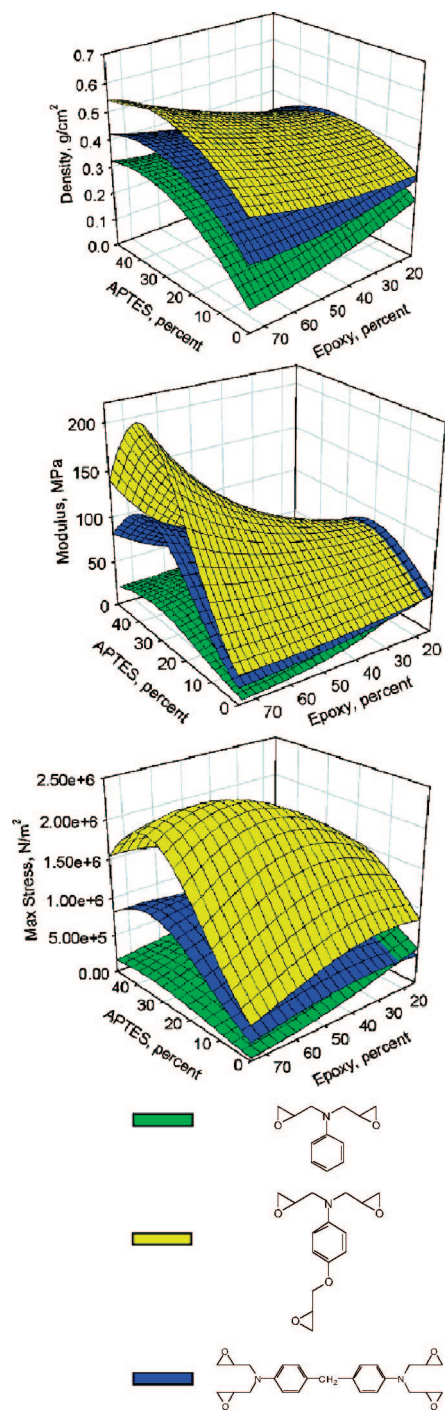 0.7
0.6
0.5
0.4
0.3
0.2
0.1
0.0
Density, g/cm²
40
30
20
10
0
APTES, percent
70
60
50
40
30
20
Epoxy, percent
200
150
100
50
0
Modulus, MPa
40
30
20
10
0
APTES, percent
70
60
50
40
30
20
Epoxy, percent
2.50e+6
2.00e+6
1.50e+6
1.00e+6
5.00e+5
0.00
Max Stress, N/m²
40
30
20
10
0
APTES, percent
70
60
50
40
30
20
Epoxy, percent
N
O
O
N
O
O
O
O
O
O
N
CH₂
N
O
O